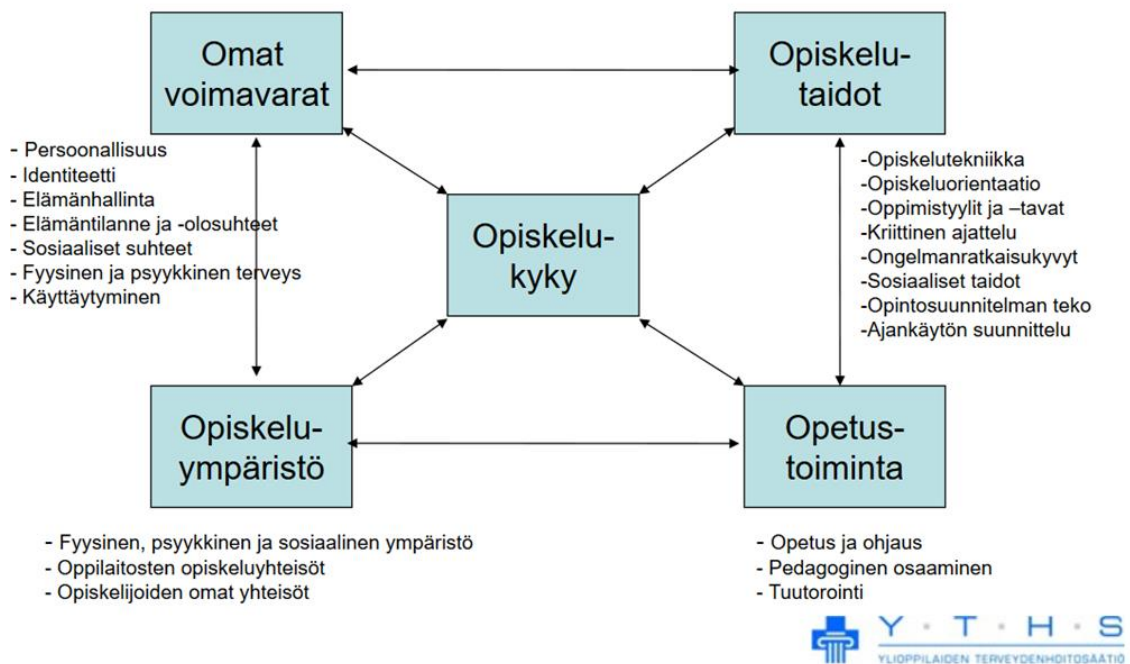 Omat
voimavarat
Opiskelu-
taidot
- Persoonallisuus
- Identiteetti
- Elämänhallinta
- Elämäntilanne ja -olosuhteet
- Sosiaaliset suhteet
- Fyysinen ja psyykkinen terveys
- Käyttäytyminen
Opiskelu-
kyky
-Opiskelutekniikka
-Opiskeluorientaatio
-Oppimistyylit ja –tavat
-Kriittinen ajattelu
-Ongelmanratkaisukyvyt
-Sosiaaliset taidot
-Opintosuunnitelman teko
-Ajankäytön suunnittelu
Opiskelu-
ympäristö
Opetus-
toiminta
- Fyysinen, psyykkinen ja sosiaalinen ympäristö
- Oppilaitosten opiskeluyhteisöt
- Opiskelijoiden omat yhteisöt
- Opetus ja ohjaus
- Pedagoginen osaaminen
- Tuutorointi
Y · T · H · S
YLIOPPILAIDEN TERVEYDENHOITOSÄÄTIÖ